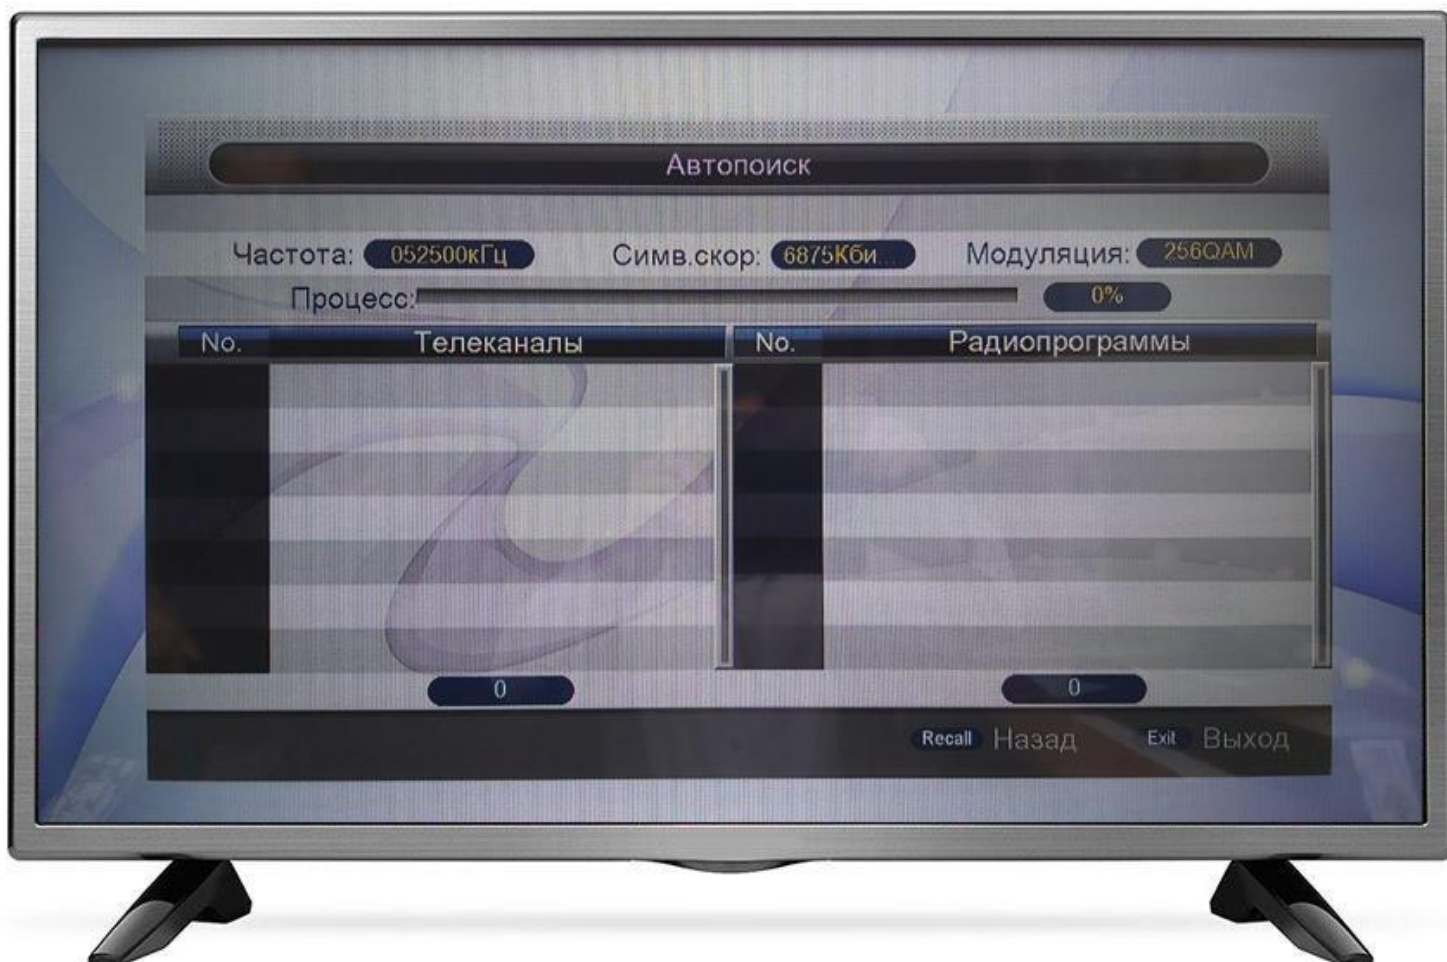 Автопоиск
Частота: 052500кГц Симв.скор: 6875Кби Модуляция: 256QAM
Процесс: 0%
No. Телеканалы No. Радиопрограммы
0 0
Recall Назад Exit Выход